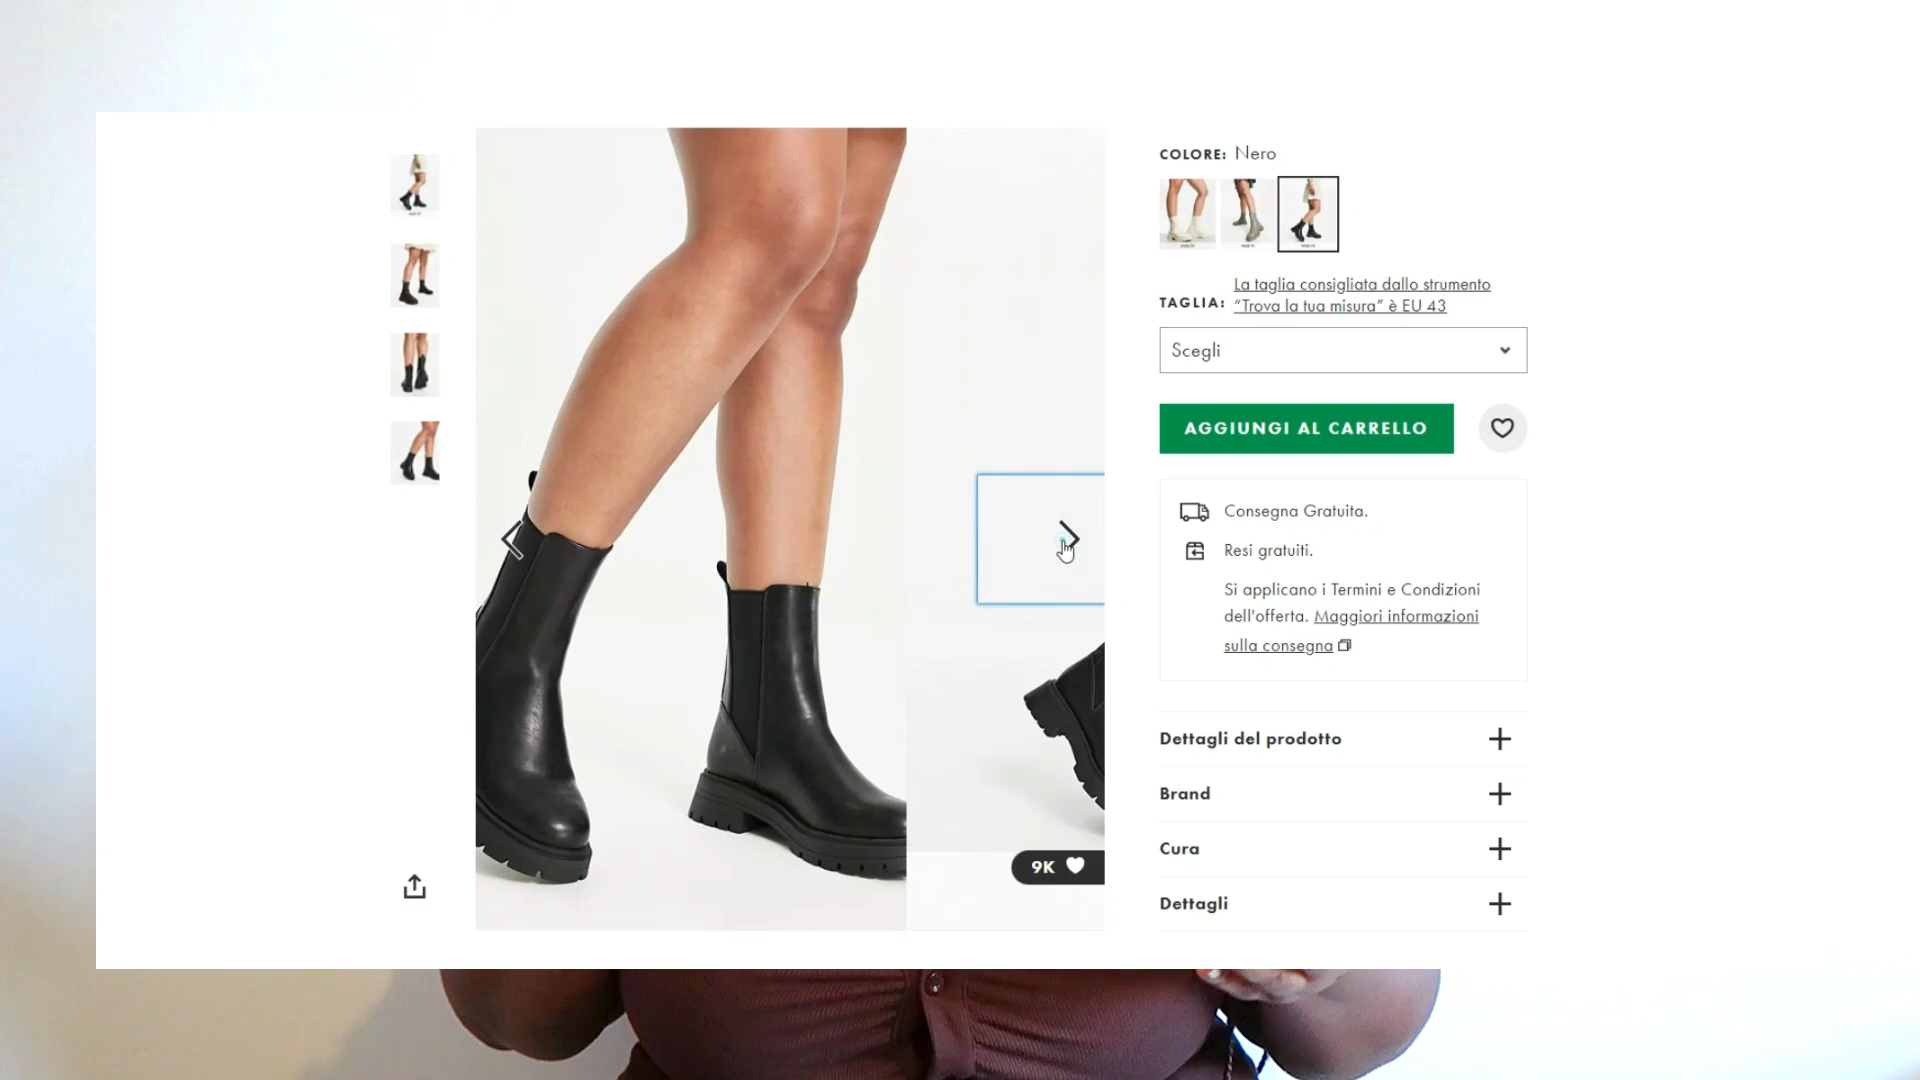 COLORE: Nero
TAGLIA: La taglia consigliata dallo strumento
“Trova la tua misura” è EU 43
Scegli
AGGIUNGI AL CARRELLO
Consegna Gratuita.
Resi gratuiti.
Si applicano i Termini e Condizioni
dell'offerta. Maggiori informazioni
sulla consegna
9K
Dettagli del prodotto
Brand
Cura
Dettagli